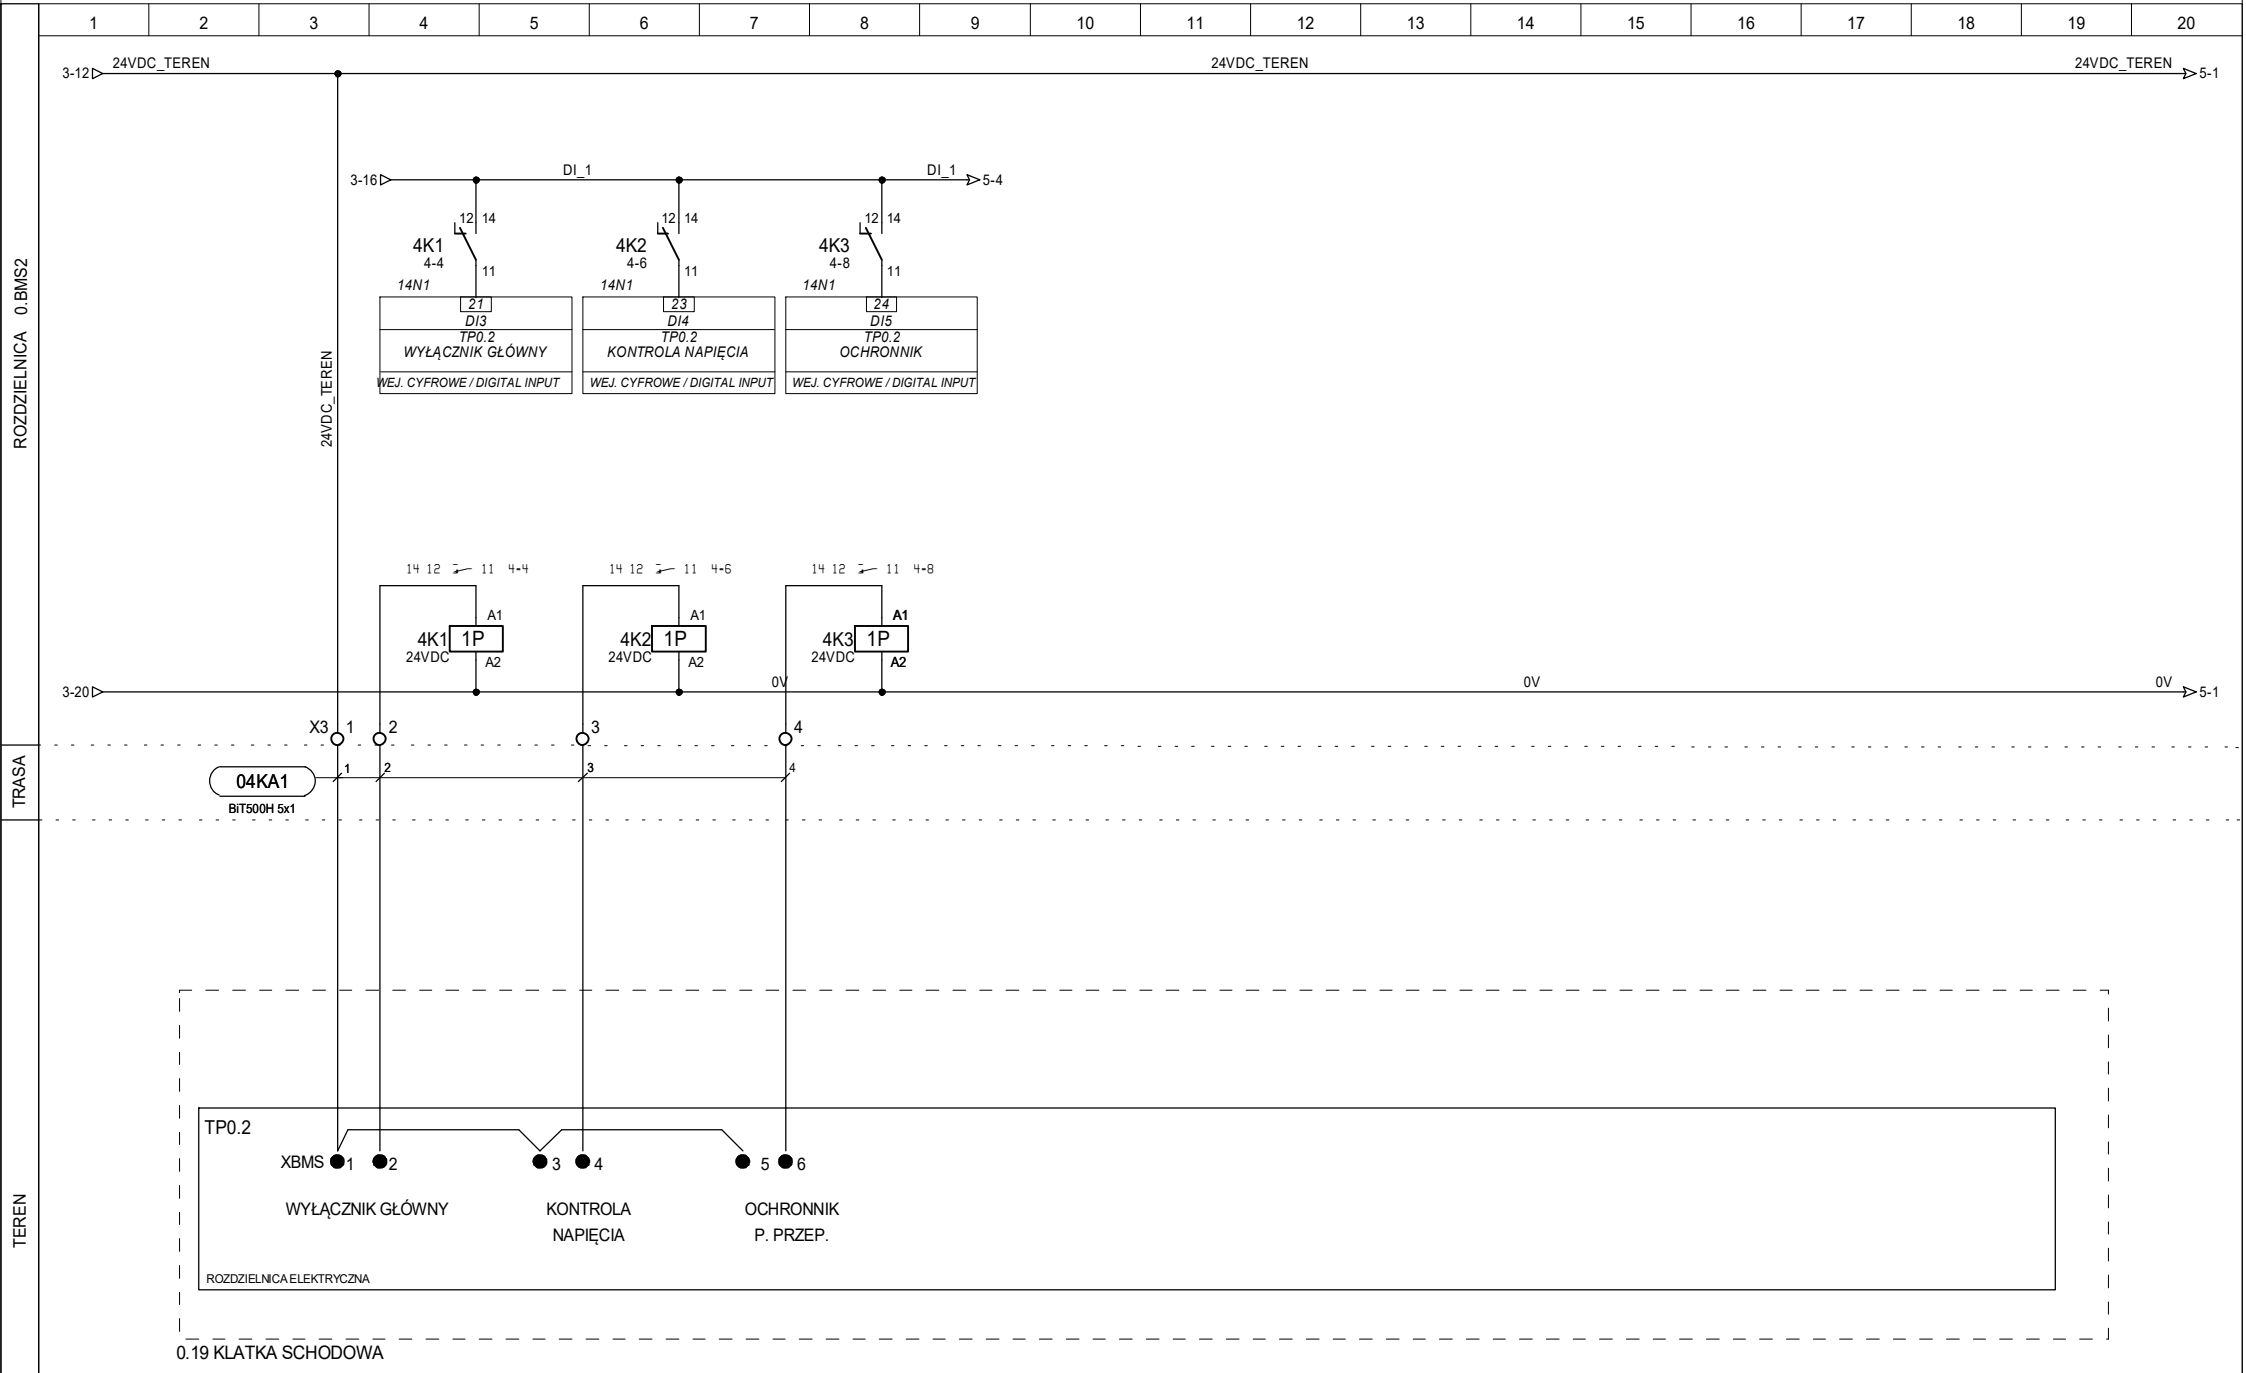 1 2 3 4 5 6 7 8 9 10 11 12 13 14 15 16 17 18 19 20
24VDC_TEREN 24VDC_TEREN 24VDC_TEREN
3-12 5-1
DI_1 DI_1
3-16 5-4
12 14 12 14 12 14
4K1 4K2 4K3
4-4 4-6 4-8
11 11 11
14N1 14N1 14N1
21 23 24
DI3 DI4 DI5
TP0.2 TP0.2 TP0.2
WYŁĄCZNIK GŁÓWNY KONTROLA NAPIĘCIA OCHRONNIK
WEJ. CYFROWE / DIGITAL INPUT WEJ. CYFROWE / DIGITAL INPUT WEJ. CYFROWE / DIGITAL INPUT
ROZDZIELNICA 0.BMS2
24VDC_TEREN
14 12 11 4-4 14 12 11 4-6 14 12 11 4-8
A1 A1 A1
4K1 1P 4K2 1P 4K3 1P
24VDC 24VDC 24VDC
A2 A2 A2
0V 0V 0V
3-20 5-1
X3 1 2 3 4
TRASA
1 2 3 4
04KA1
BiT500H 5x1
TEREN
TP0.2
XBMS 1 2 3 4 5 6
WYŁĄCZNIK GŁÓWNY KONTROLA OCHRONNIK
NAPIĘCIA P. PRZEP.
ROZDZIELNICA ELEKTRYCZNA
0.19 KLATKA SCHODOWA